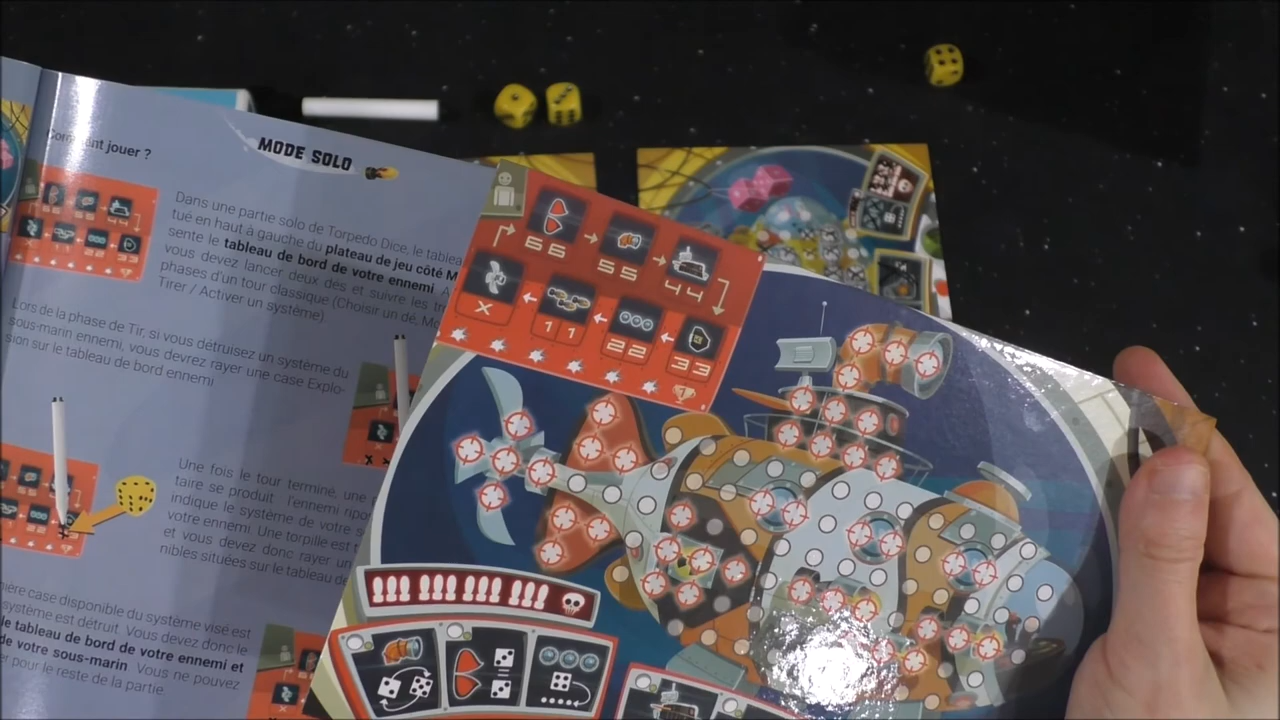 jouer ?
MODE SOLO
Dans une partie solo de Torpedo Dice, le
tué en haut à gauche du plateau de jeu côté
sente le tableau de bord de votre ennemi
vous devez lancer deux dés et suivre les
phases d'un tour classique (Choisir un dé,
Tirer / Activer un système)
Lors de la phase de Tir, si vous détruisez un système du
sous-marin ennemi, vous devrez rayer une case Explo-
sion sur le tableau de bord ennemi
Une fois le tour terminé, une
taire se produit l'ennemi
indique le système de votre
votre ennemi. Une torpille est
et vous devez donc rayer
nibles situées sur le tableau de
case disponible du système visé est
système est détruit Vous devez donc le
le tableau de bord de votre ennemi et
de votre sous-marin Vous ne pouvez
pour le reste de la partie.
66
55
44
X
11
22
33
1